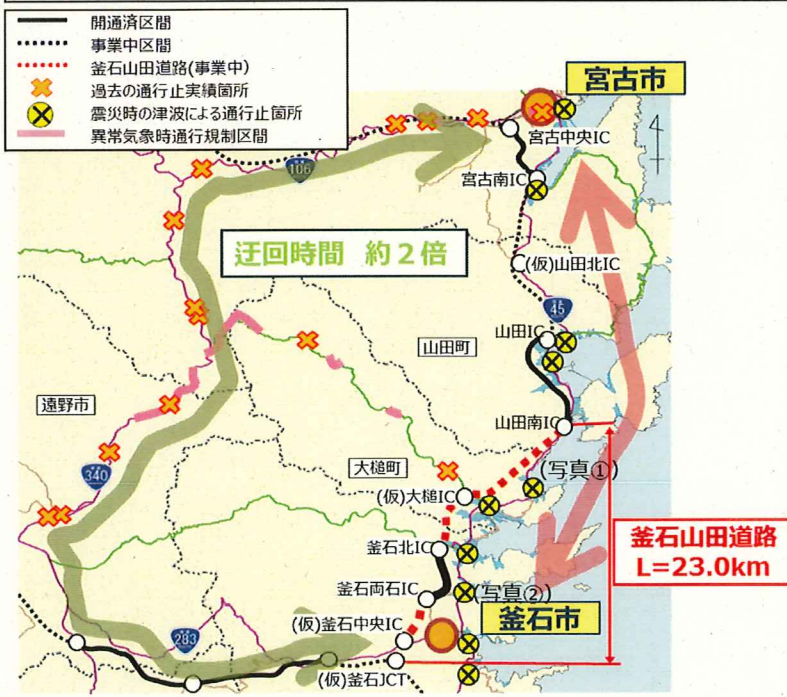 開通済区間
事業中区間
釜石山田道路(事業中)
過去の通行止実績箇所
震災時の津波による通行止箇所
異常気象時通行規制区間
宮古市
宮古中央IC
106
宮古南IC
迂回時間 約2倍
(仮)山田北IC
45
山田IC
山田町
遠野市
山田南IC
大槌町
(写真①)
340
(仮)大槌IC
釜石北IC
釜石山田道路
L=23.0km
釜石両石IC
(写真②)
釜石市
(仮)釜石中央IC
283
(仮)釜石JCT